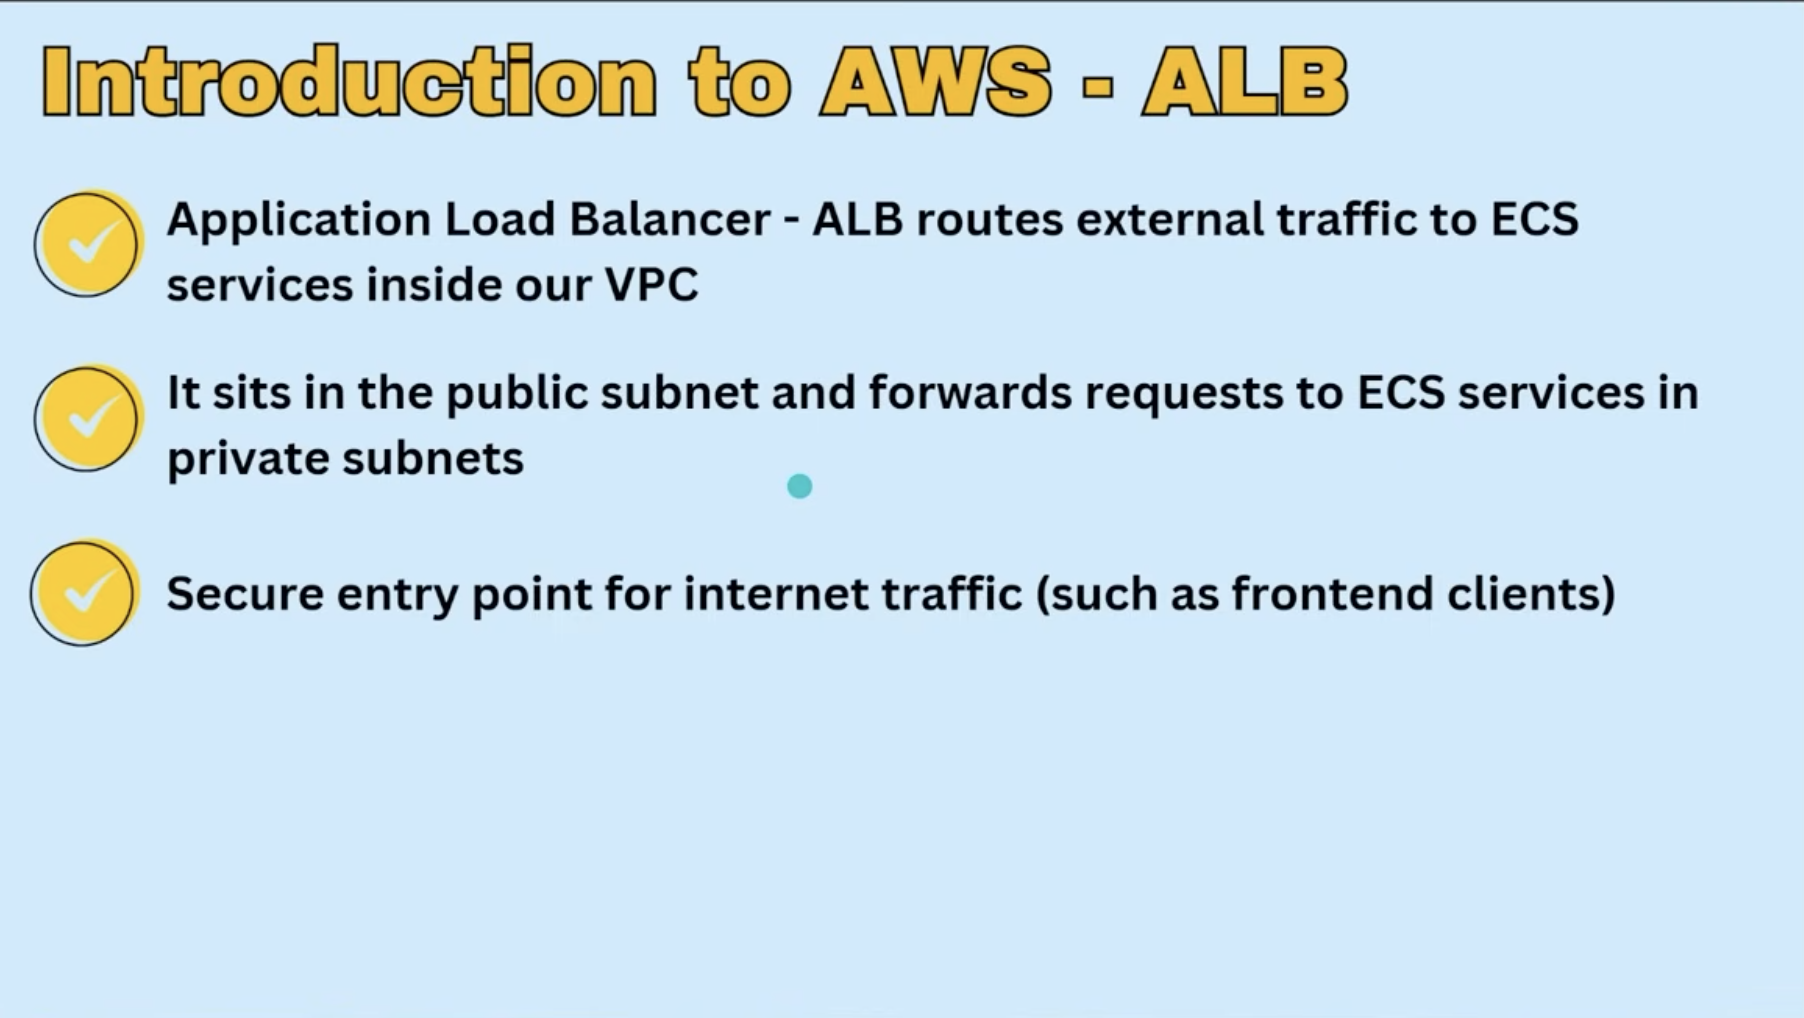 Introduction to AWS - ALB
Application Load Balancer - ALB routes external traffic to ECS
services inside our VPC
It sits in the public subnet and forwards requests to ECS services in
private subnets
Secure entry point for internet traffic (such as frontend clients)